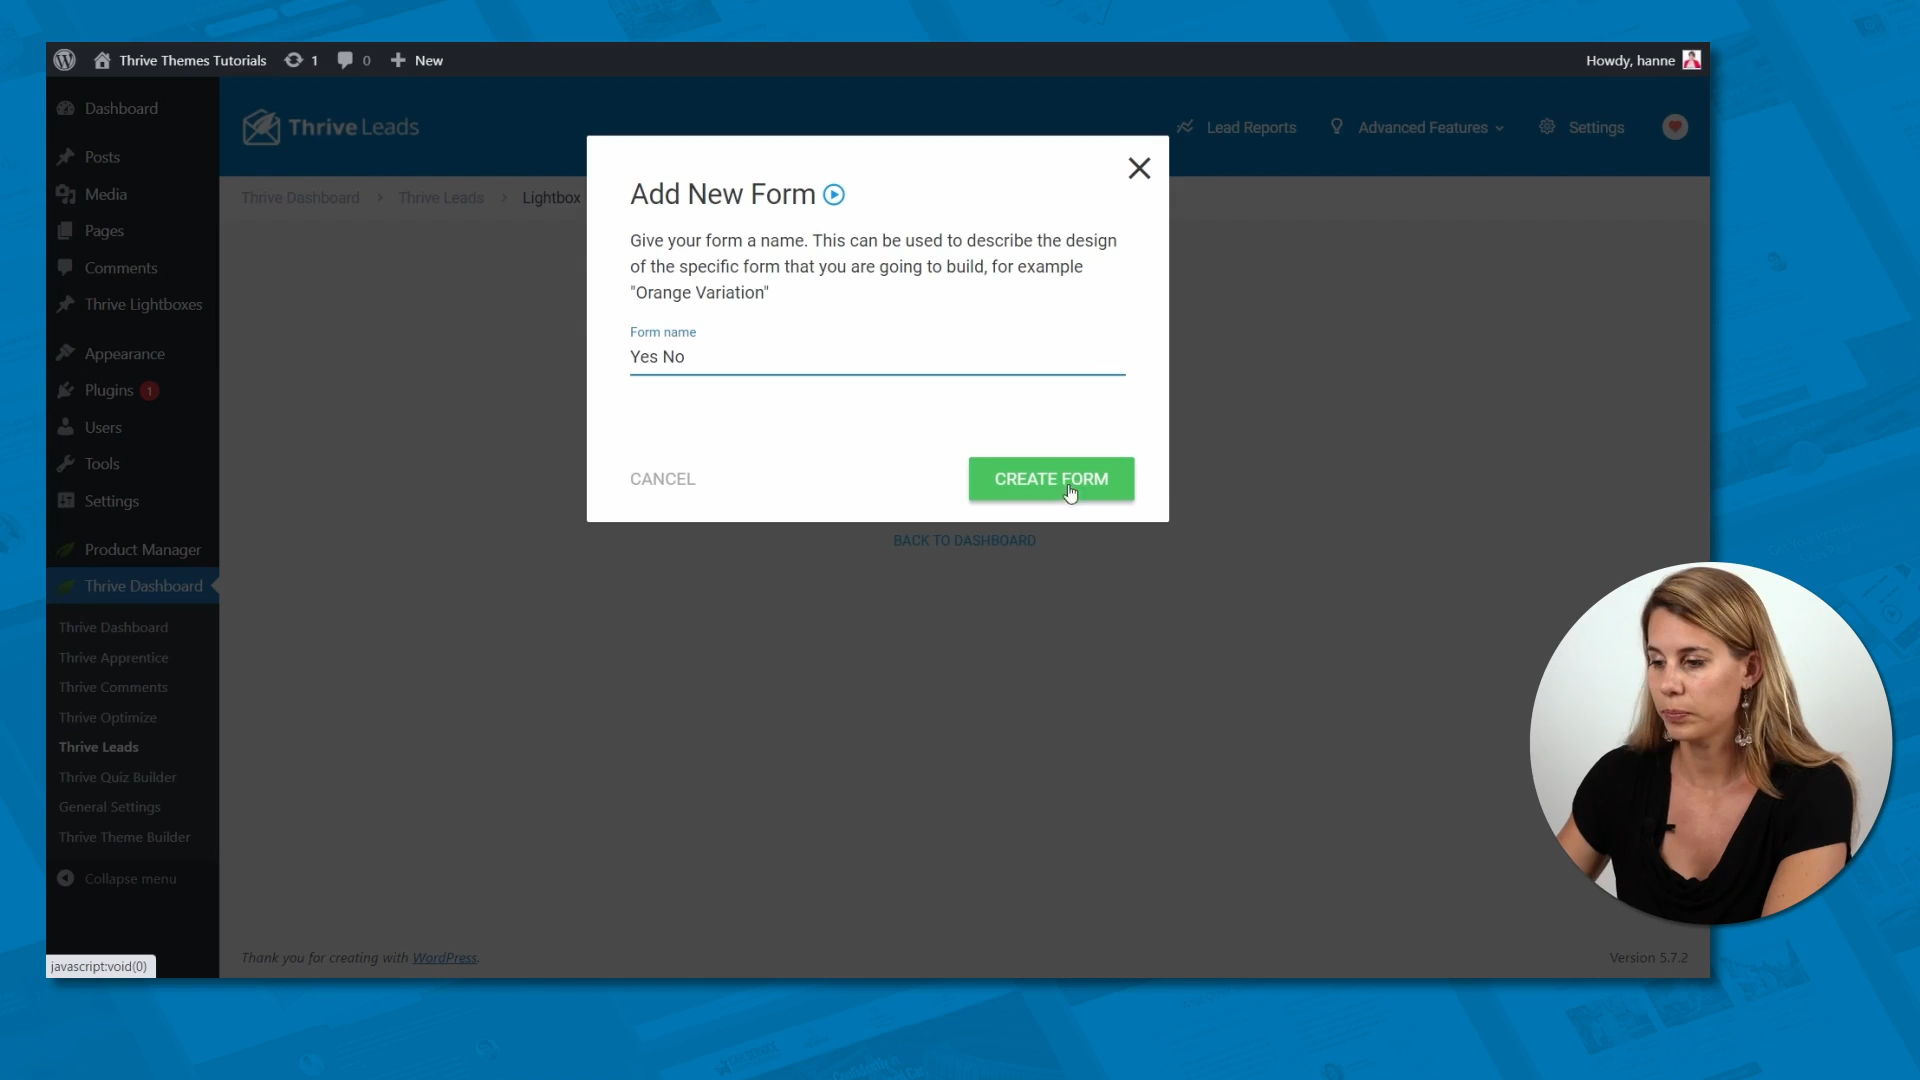 Thrive Themes Tutorials 1 0 New Howdy, hanne
Dashboard
Posts
Media
Pages
Comments
Thrive Lightboxes
Appearance
Plugins 1
Users
Tools
Settings
Product Manager
Thrive Dashboard
Thrive Dashboard
Thrive Apprentice
Thrive Comments
Thrive Optimize
Thrive Leads
Thrive Quiz Builder
General Settings
Thrive Theme Builder
Collapse menu
javascript:void(0)
Thrive Leads
Lead Reports Advanced Features Settings
Thrive Dashboard > Thrive Leads > Lightbox
Add New Form
Give your form a name. This can be used to describe the design
of the specific form that you are going to build, for example
"Orange Variation"
Form name
Yes No
CANCEL CREATE FORM
BACK TO DASHBOARD
Thank you for creating with WordPress. Version 5.7.2